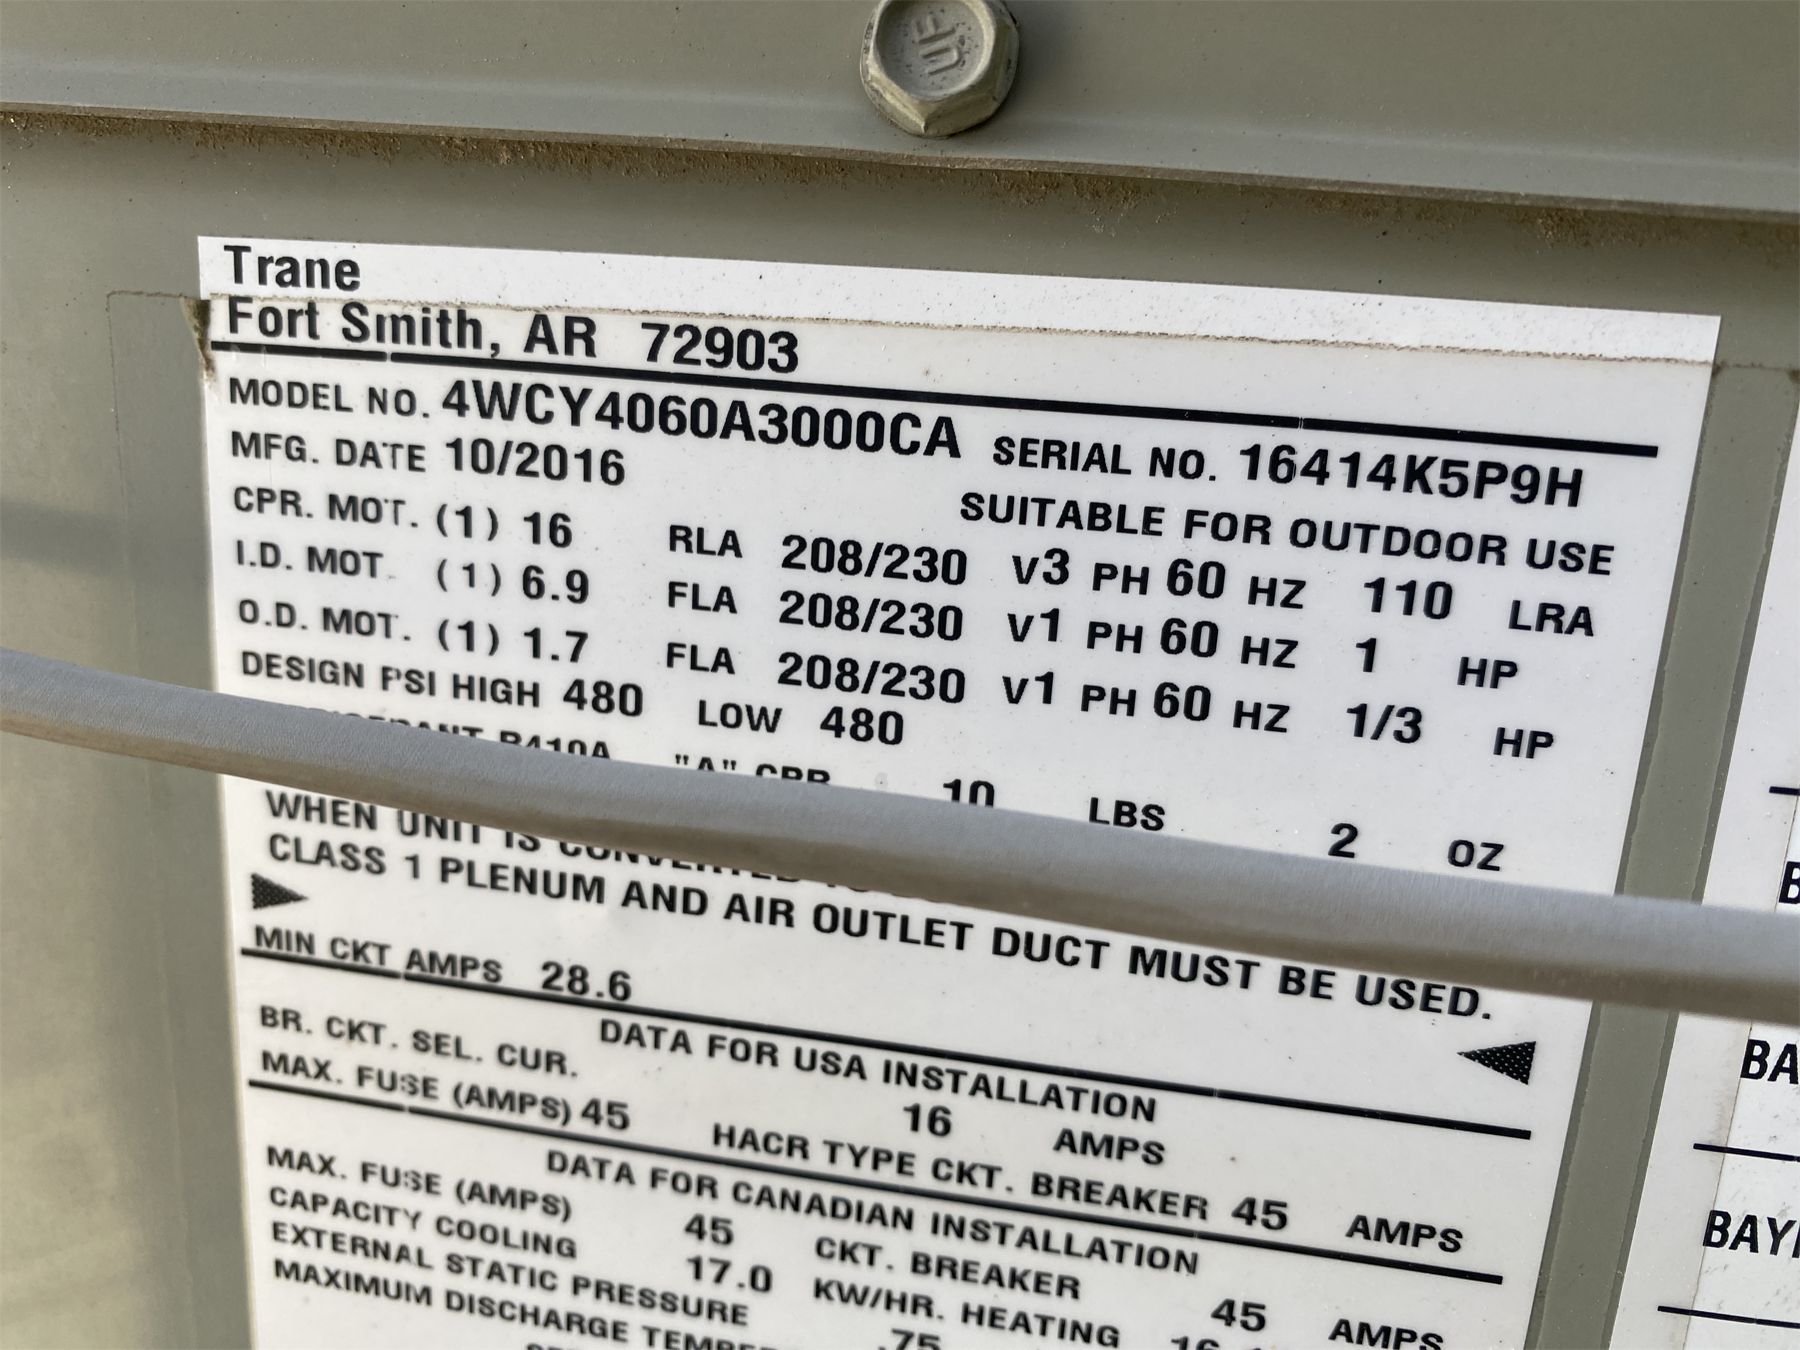 Trane
Fort Smith, AR 72903
MODEL NO. 4WCY4060A3000CA SERIAL NO. 16414K5P9H
MFG. DATE 10/2016 SUITABLE FOR OUTDOOR USE
CPR. MOT. (1) 16 RLA 208/230 V3 PH 60 HZ 110 LRA
I.D. MOT. (1) 6.9 FLA 208/230 V1 PH 60 HZ 1 HP
O.D. MOT. (1) 1.7 FLA 208/230 V1 PH 60 HZ 1/3 HP
DESIGN PSI HIGH 480 LOW 480
R410A "A" CPR 10 LBS 2 OZ
WHEN UNIT IS
CLASS 1 PLENUM AND AIR OUTLET DUCT MUST BE USED.
MIN CKT AMPS 28.6
DATA FOR USA INSTALLATION
BR. CKT. SEL. CUR. 16 AMPS
MAX. FUSE (AMPS) 45 HACR TYPE CKT. BREAKER 45 AMPS
DATA FOR CANADIAN INSTALLATION
MAX. FUSE (AMPS) 45 CKT. BREAKER 45 AMPS
CAPACITY COOLING 17.0 KW/HR. HEATING
EXTERNAL STATIC PRESSURE .75
MAXIMUM DISCHARGE
B
BA
BAY